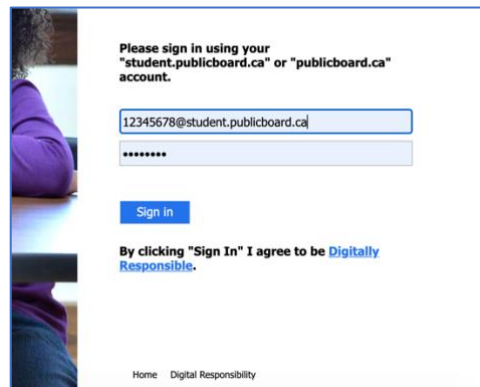 Please sign in using your
"student.publicboard.ca" or "publicboard.ca"
account.
12345678@student.publicboard.ca
••••••••
Sign in
By clicking "Sign In" I agree to be Digitally
Responsible.
Home Digital Responsibility